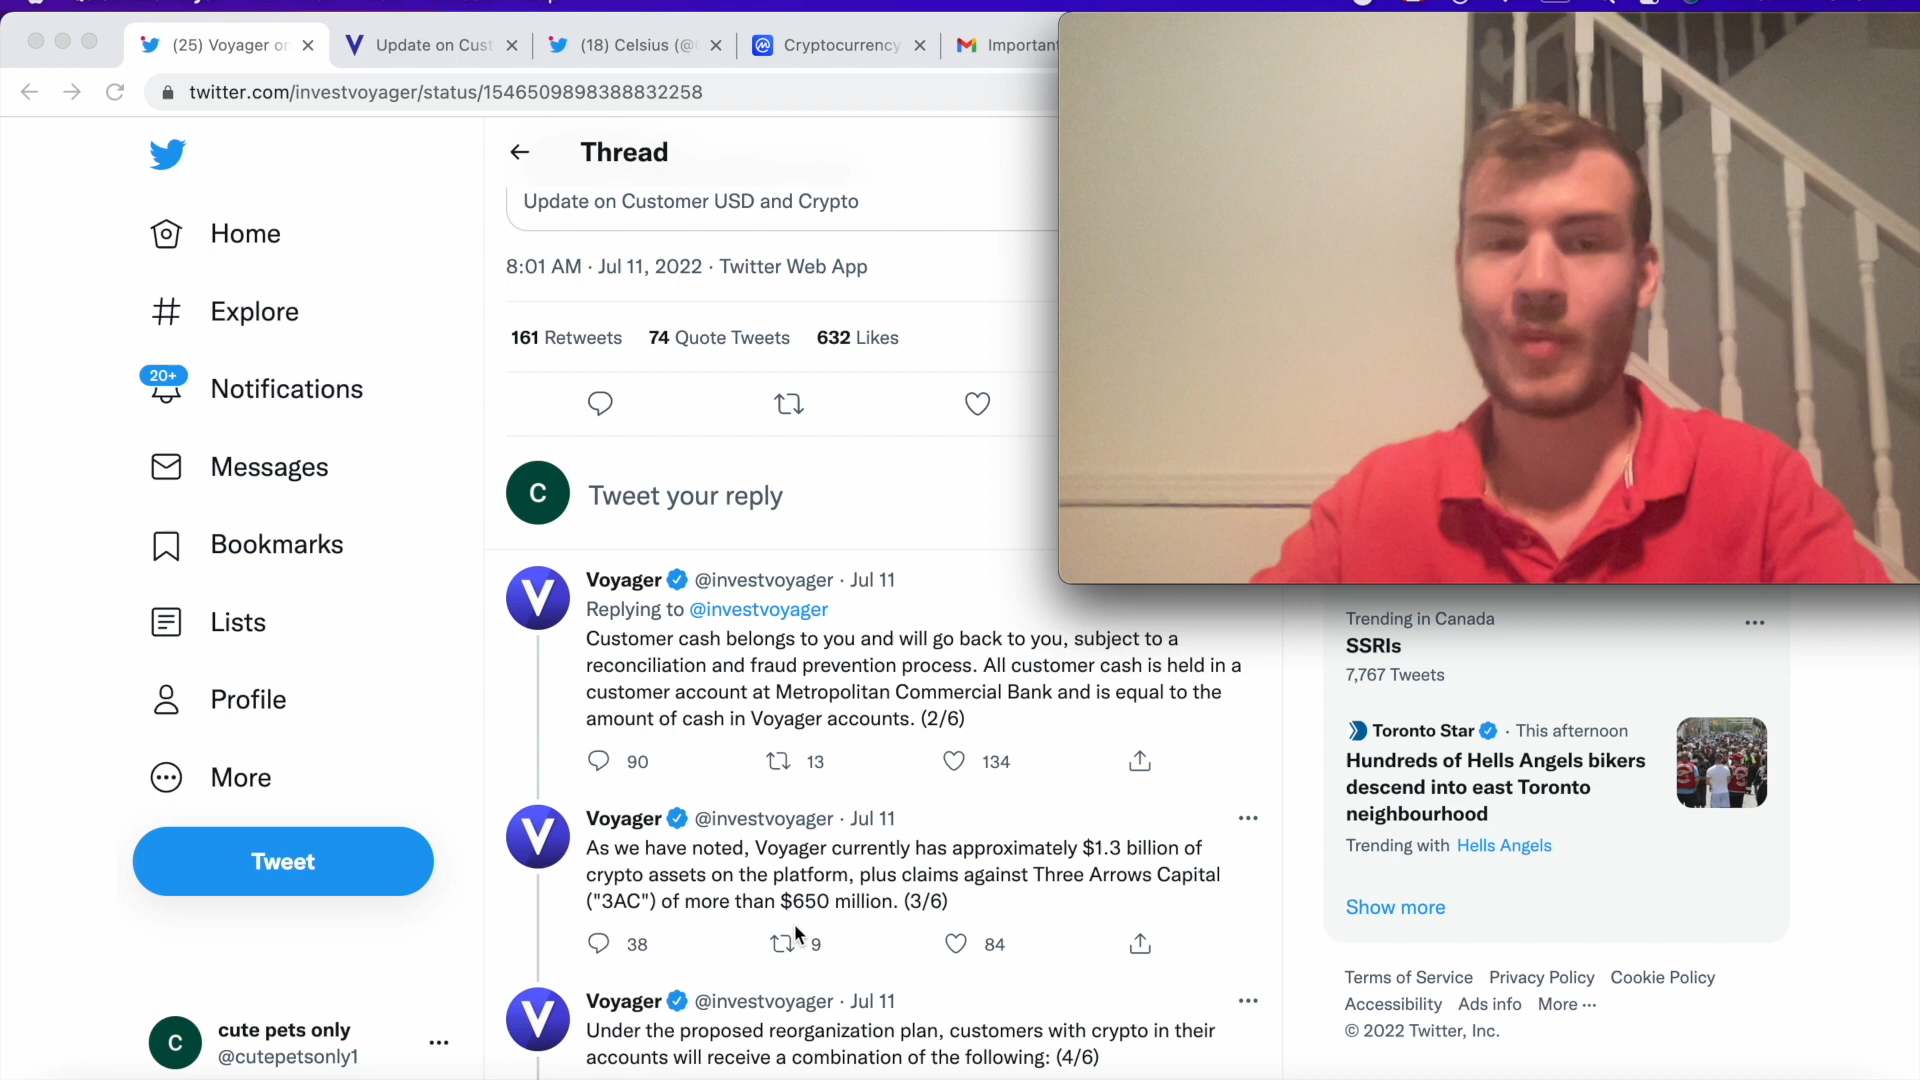 (25) Voyager on
Update on Cust
(18) Celsius (@
Cryptocurrency
Important
twitter.com/investvoyager/status/1546509898388832258
Thread
Update on Customer USD and Crypto
8:01 AM · Jul 11, 2022 · Twitter Web App
161 Retweets 74 Quote Tweets 632 Likes
Home
Explore
20+
Notifications
Messages
Bookmarks
Lists
Profile
More
Tweet
C
cute pets only
@cutepetsonly1
C
Tweet your reply
Voyager @investvoyager · Jul 11
Replying to @investvoyager
Customer cash belongs to you and will go back to you, subject to a
reconciliation and fraud prevention process. All customer cash is held in a
customer account at Metropolitan Commercial Bank and is equal to the
amount of cash in Voyager accounts. (2/6)
90 13 134
Voyager @investvoyager · Jul 11
As we have noted, Voyager currently has approximately $1.3 billion of
crypto assets on the platform, plus claims against Three Arrows Capital
("3AC") of more than $650 million. (3/6)
38 9 84
Voyager @investvoyager · Jul 11
Under the proposed reorganization plan, customers with crypto in their
accounts will receive a combination of the following: (4/6)
Trending in Canada
SSRIs
7,767 Tweets
Toronto Star · This afternoon
Hundreds of Hells Angels bikers
descend into east Toronto
neighbourhood
Trending with Hells Angels
Show more
Terms of Service Privacy Policy Cookie Policy
Accessibility Ads info More ···
© 2022 Twitter, Inc.